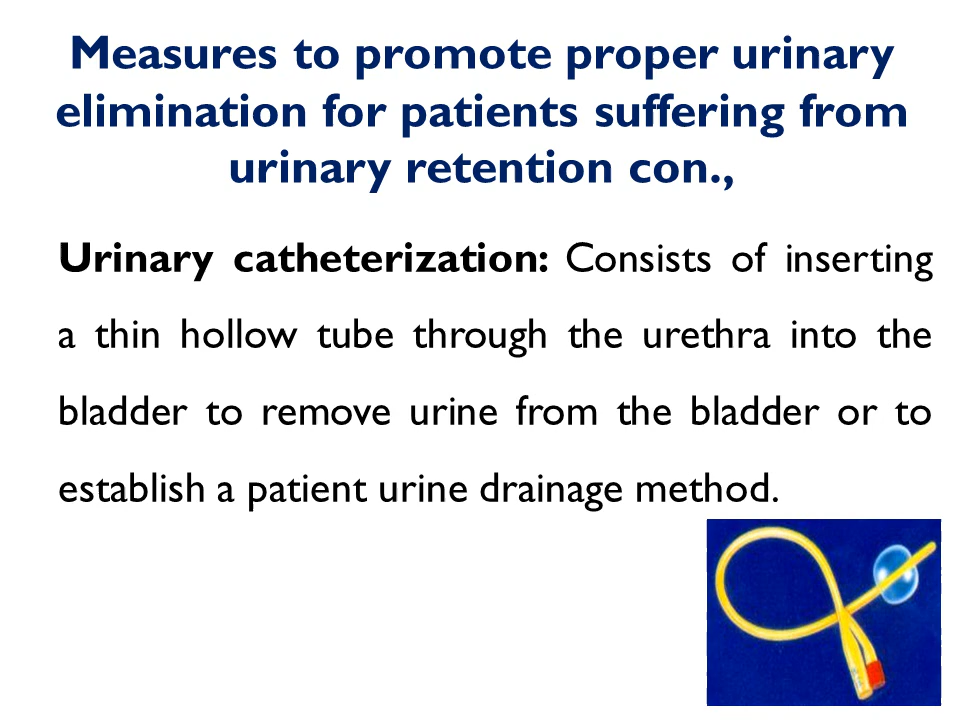 Measures to promote proper urinary
elimination for patients suffering from
urinary retention con.,
Urinary catheterization: Consists of inserting
a thin hollow tube through the urethra into the
bladder to remove urine from the bladder or to
establish a patient urine drainage method.